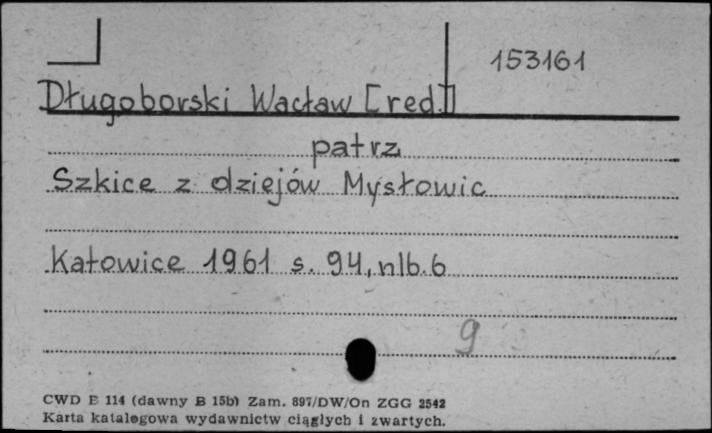 153161
Długoborski Wacław [red.]
patrz
Szkice z dziejów Mysłowic
Katowice 1961 s. 94, nlb. 6
9
CWD B 114 (dawny B 15b) Zam. 897/DW/On ZGG 2542
Karta katalogowa wydawnictw ciągłych i zwartych.